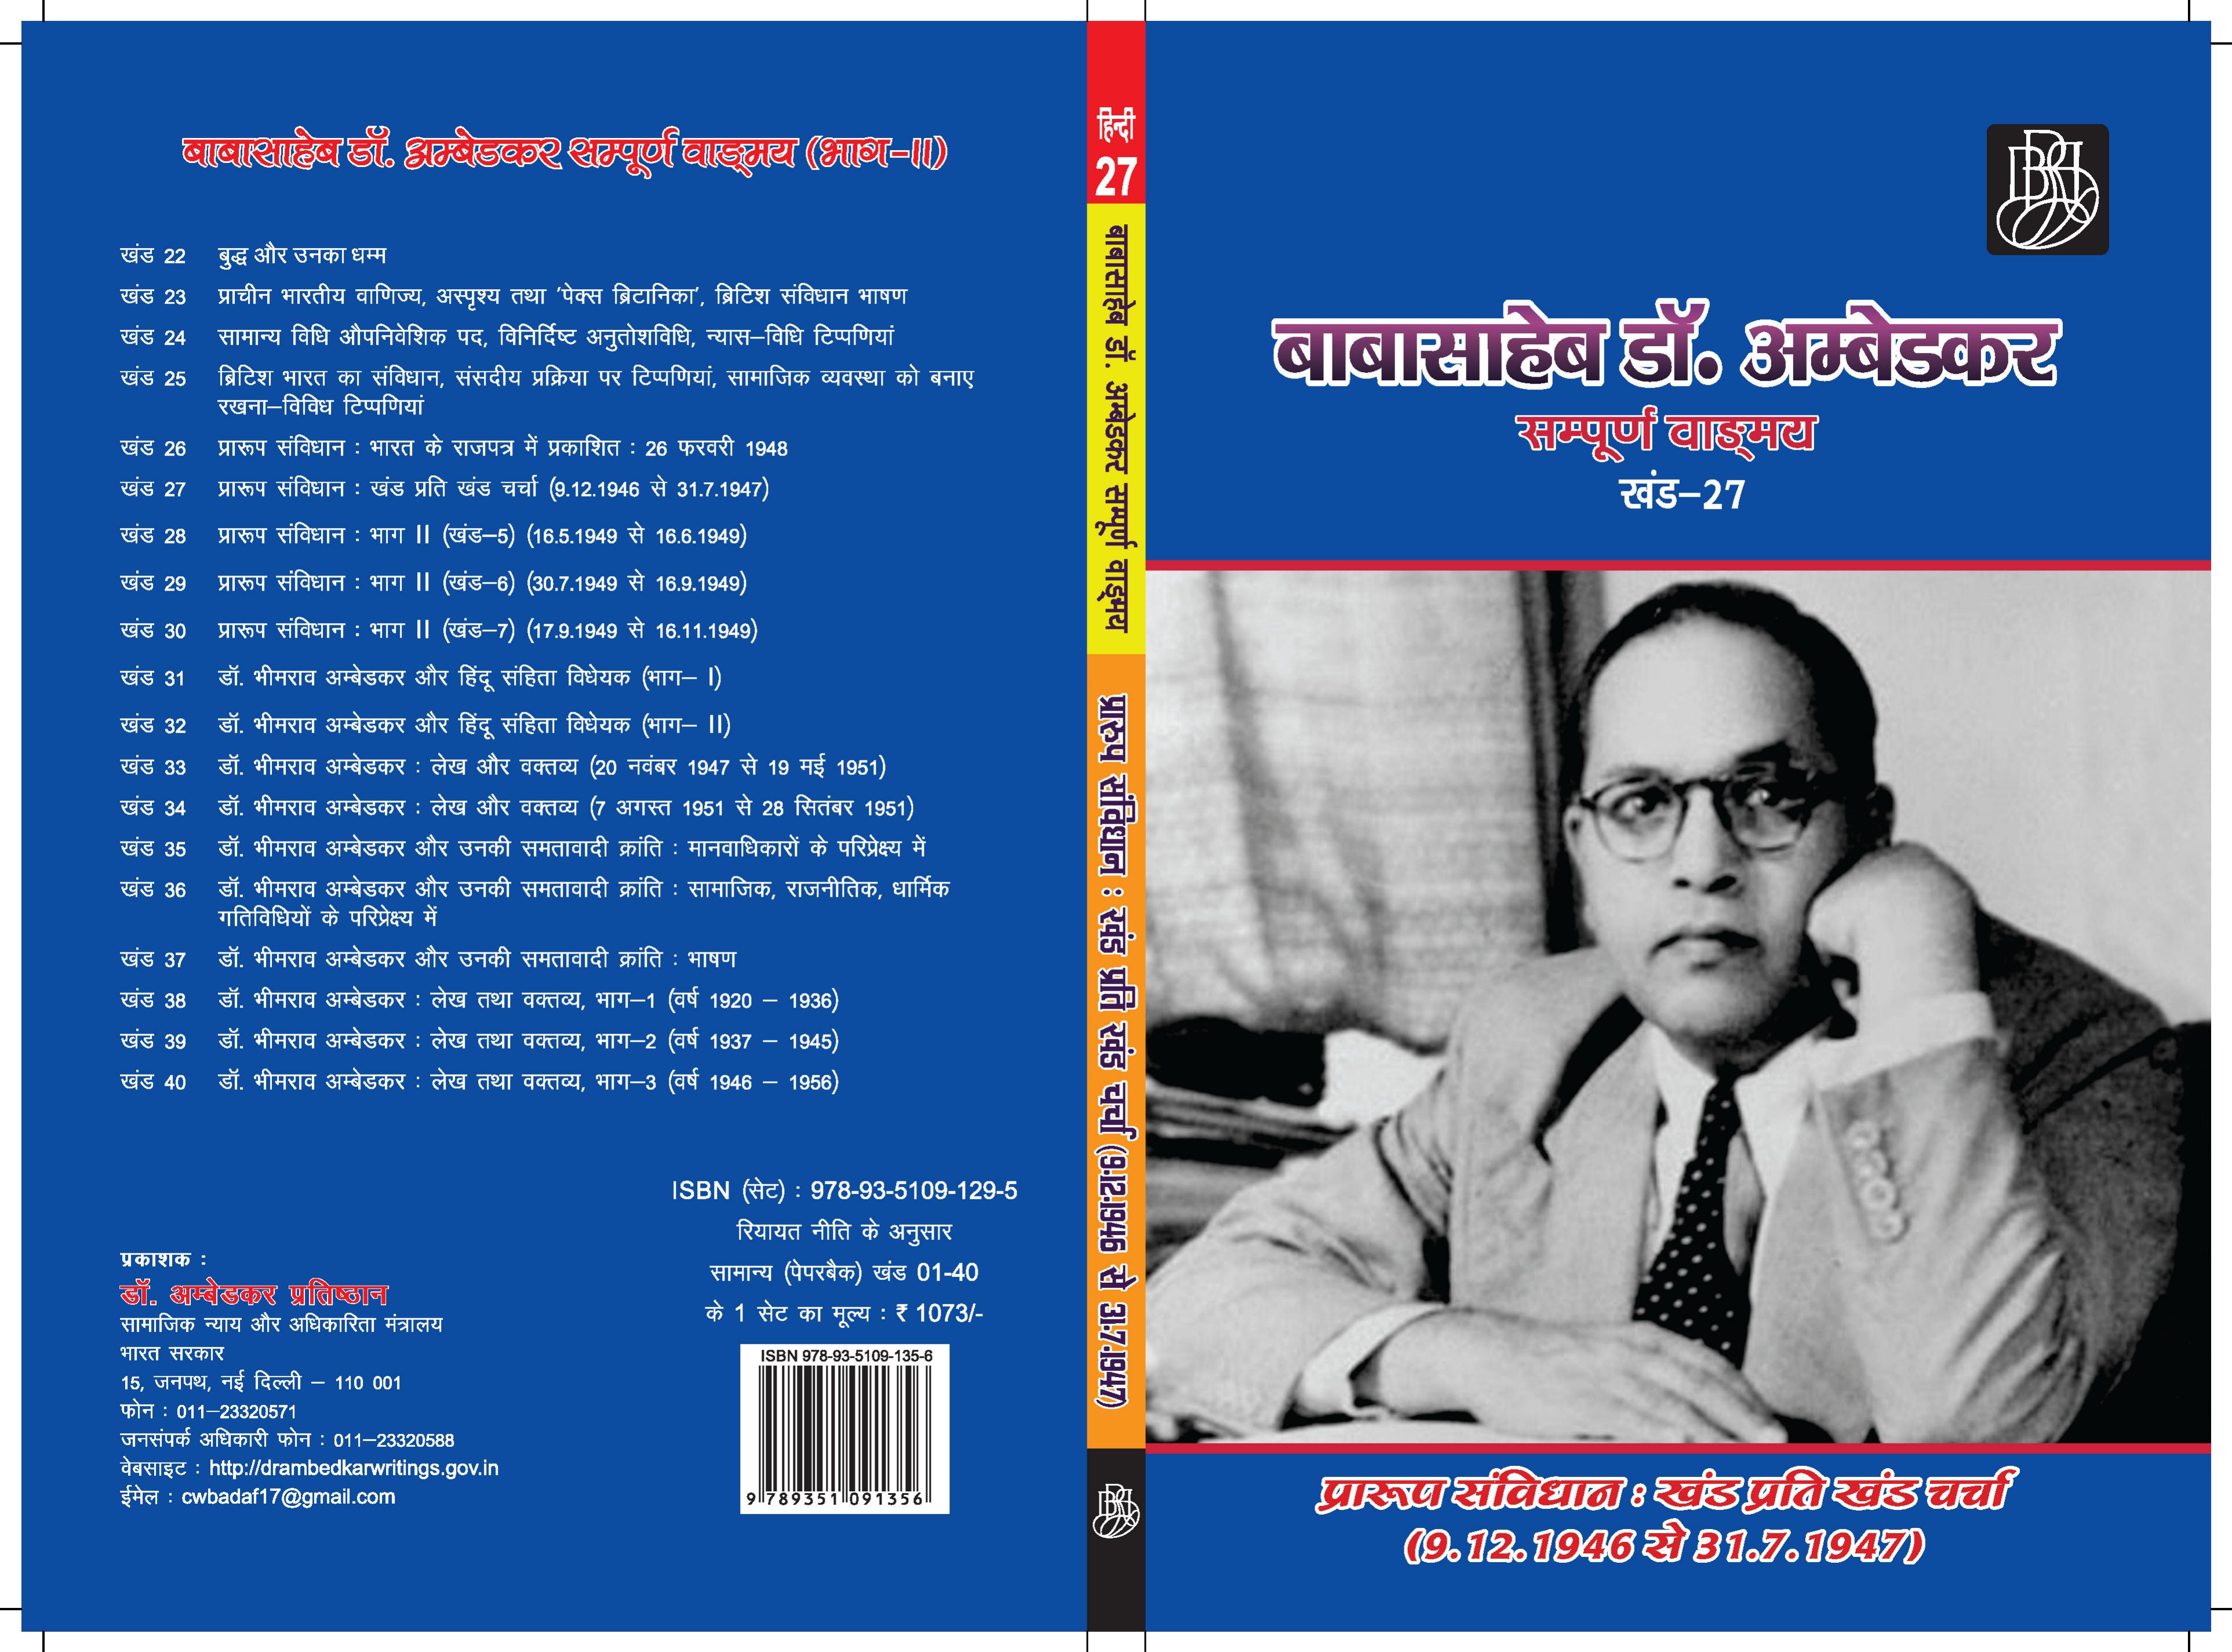 बाबासाहेब डॉ. अम्बेडकर सम्पूर्ण वाङ्मय (भाग-II)
खंड 22 बुद्ध और उनका धम्म
खंड 23 प्राचीन भारतीय वाणिज्य, अस्पृश्य तथा 'पेक्स ब्रिटानिका', ब्रिटिश संविधान भाषण
खंड 24 सामान्य विधि औपनिवेशिक पद, विनिर्दिष्ट अनुतोशविधि, न्यास–विधि टिप्पणियां
खंड 25 ब्रिटिश भारत का संविधान, संसदीय प्रक्रिया पर टिप्पणियां, सामाजिक व्यवस्था को बनाए
रखना–विविध टिप्पणियां
खंड 26 प्रारूप संविधान : भारत के राजपत्र में प्रकाशित : 26 फरवरी 1948
खंड 27 प्रारूप संविधान : खंड प्रति खंड चर्चा (9.12.1946 से 31.7.1947)
खंड 28 प्रारूप संविधान : भाग II (खंड–5) (16.5.1949 से 16.6.1949)
खंड 29 प्रारूप संविधान : भाग II (खंड–6) (30.7.1949 से 16.9.1949)
खंड 30 प्रारूप संविधान : भाग II (खंड–7) (17.9.1949 से 16.11.1949)
खंड 31 डॉ. भीमराव अम्बेडकर और हिंदू संहिता विधेयक (भाग– I)
खंड 32 डॉ. भीमराव अम्बेडकर और हिंदू संहिता विधेयक (भाग– II)
खंड 33 डॉ. भीमराव अम्बेडकर : लेख और वक्तव्य (20 नवंबर 1947 से 19 मई 1951)
खंड 34 डॉ. भीमराव अम्बेडकर : लेख और वक्तव्य (7 अगस्त 1951 से 28 सितंबर 1951)
खंड 35 डॉ. भीमराव अम्बेडकर और उनकी समतावादी क्रांति : मानवाधिकारों के परिप्रेक्ष्य में
खंड 36 डॉ. भीमराव अम्बेडकर और उनकी समतावादी क्रांति : सामाजिक, राजनीतिक, धार्मिक
गतिविधियों के परिप्रेक्ष्य में
खंड 37 डॉ. भीमराव अम्बेडकर और उनकी समतावादी क्रांति : भाषण
खंड 38 डॉ. भीमराव अम्बेडकर : लेख तथा वक्तव्य, भाग–1 (वर्ष 1920 – 1936)
खंड 39 डॉ. भीमराव अम्बेडकर : लेख तथा वक्तव्य, भाग–2 (वर्ष 1937 – 1945)
खंड 40 डॉ. भीमराव अम्बेडकर : लेख तथा वक्तव्य, भाग–3 (वर्ष 1946 – 1956)
ISBN (सेट) : 978-93-5109-129-5
रियायत नीति के अनुसार
सामान्य (पेपरबैक) खंड 01-40
के 1 सेट का मूल्य : ₹ 1073/-
ISBN 978-93-5109-135-6
9 789351 091356
प्रकाशक :
डॉ. अम्बेडकर प्रतिष्ठान
सामाजिक न्याय और अधिकारिता मंत्रालय
भारत सरकार
15, जनपथ, नई दिल्ली – 110 001
फोन : 011–23320571
जनसंपर्क अधिकारी फोन : 011–23320588
वेबसाइट : http://drambedkarwritings.gov.in
ईमेल : cwbadaf17@gmail.com
हिन्दी
27
बाबासाहेब डॉ. अम्बेडकर सम्पूर्ण वाङ्मय
प्रारूप संविधान : खंड प्रति खंड चर्चा (9.12.1946 से 31.7.1947)
बाबासाहेब डॉ. अम्बेडकर
सम्पूर्ण वाङ्मय
खंड–27
प्रारूप संविधान : खंड प्रति खंड चर्चा
(9.12.1946 से 31.7.1947)